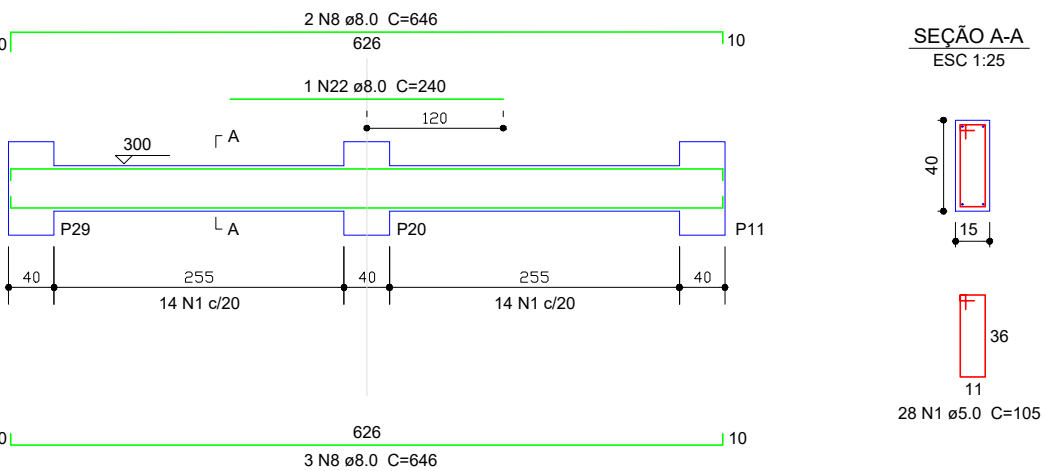 2 N8 ø8.0 C=646
0
626
10
SEÇÃO A-A
ESC 1:25
1 N22 ø8.0 C=240
120
A
300
40
A
P29
P20
P11
15
40
255
40
255
40
14 N1 c/20
14 N1 c/20
36
11
28 N1 ø5.0 C=105
0
626
10
3 N8 ø8.0 C=646